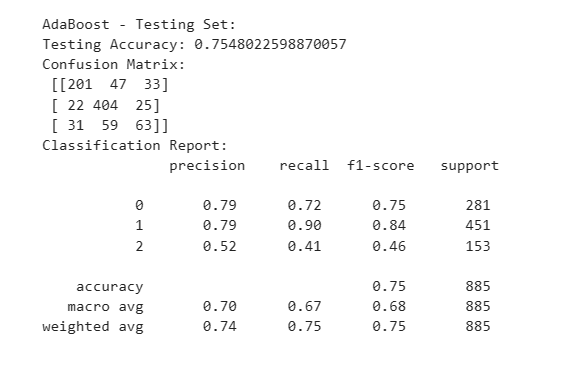 AdaBoost - Testing Set:
Testing Accuracy: 0.7548022598870057
Confusion Matrix:
[[201 47 33]
[ 22 404 25]
[ 31 59 63]]
Classification Report:
precision recall f1-score support
0 0.79 0.72 0.75 281
1 0.79 0.90 0.84 451
2 0.52 0.41 0.46 153
accuracy 0.75 885
macro avg 0.70 0.67 0.68 885
weighted avg 0.74 0.75 0.75 885